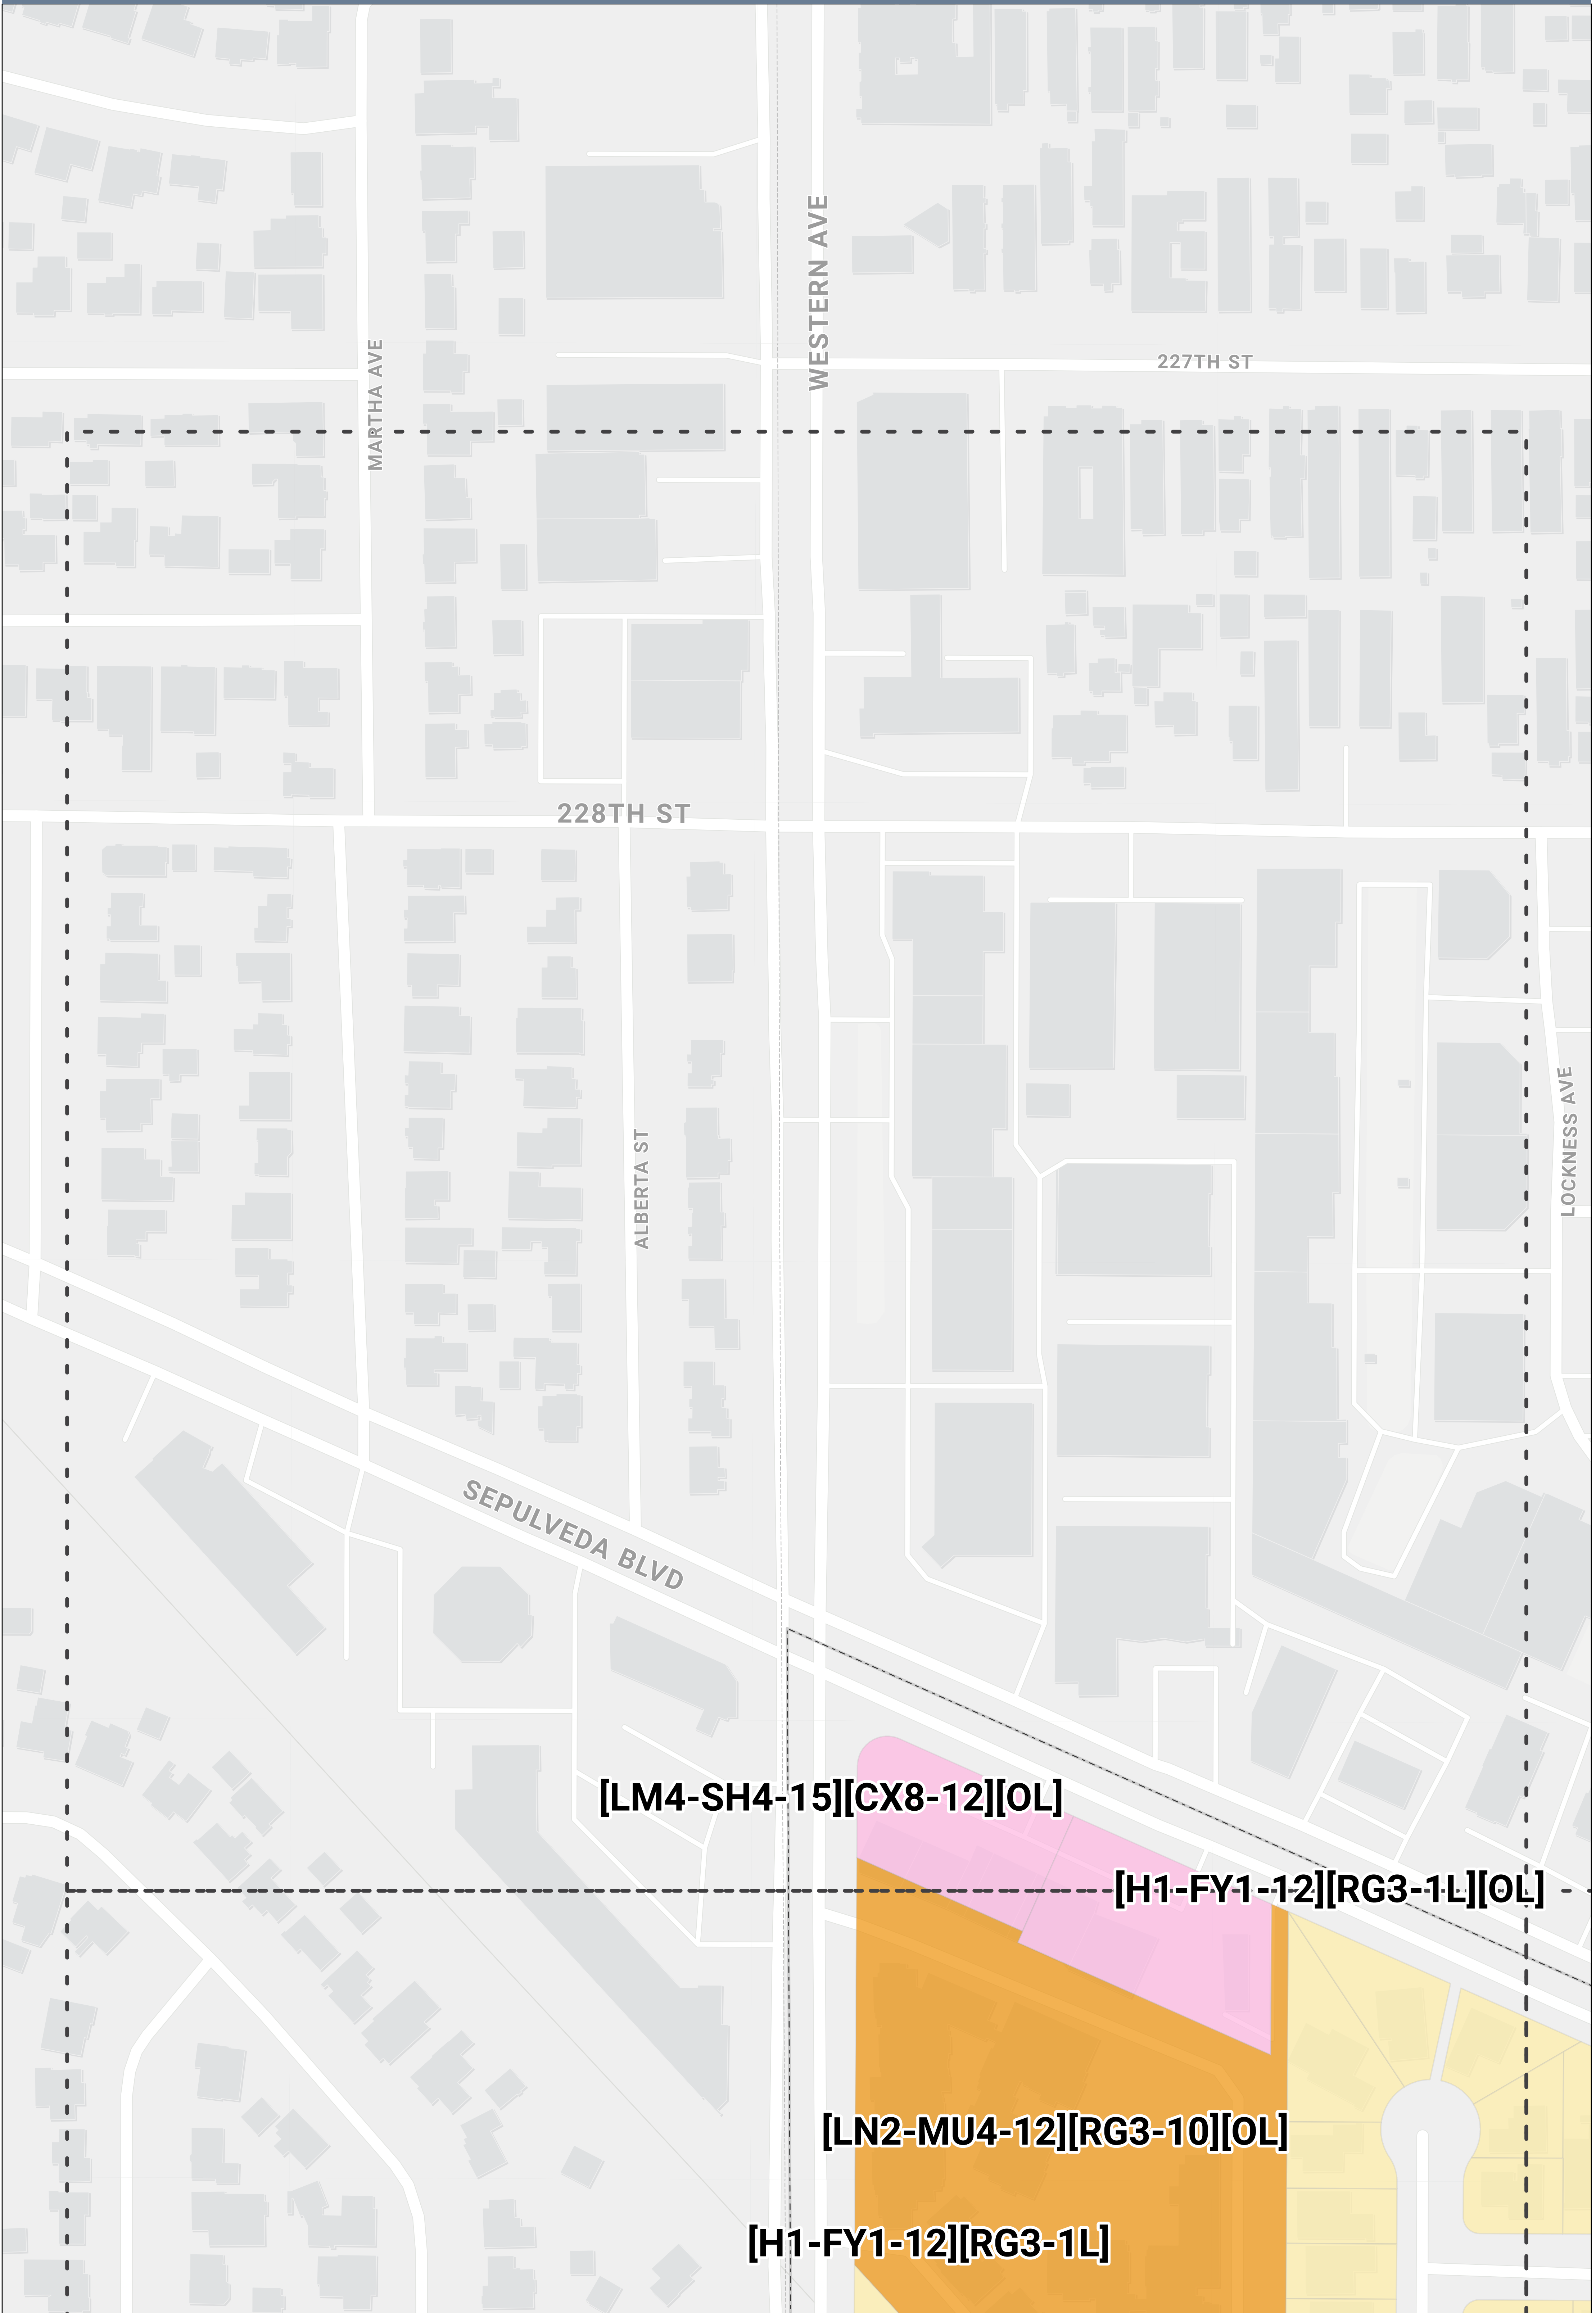 WESTERN AVE
227TH ST
MARTHA AVE
228TH ST
LOCKNESS AVE
ALBERTA ST
SEPULVEDA BLVD
[LM4-SH4-15][CX8-12][OL]
[H1-FY1-12][RG3-1L][OL]
[LN2-MU4-12][RG3-10][OL]
[H1-FY1-12][RG3-1L]